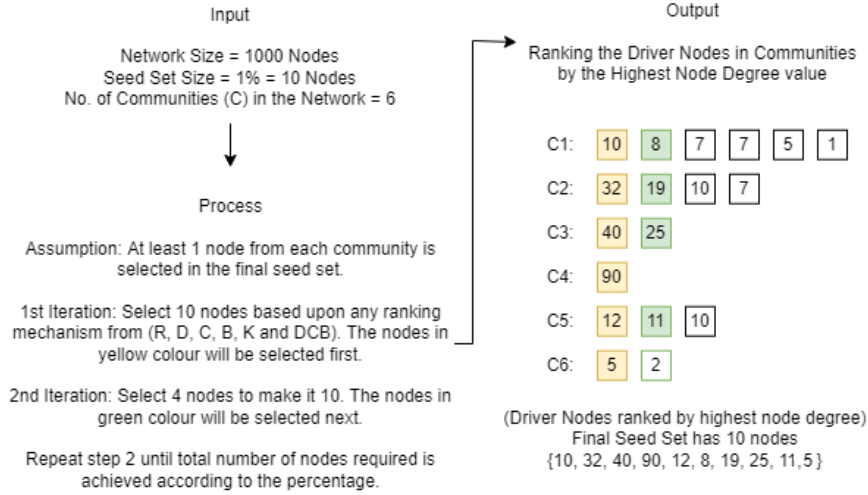 Input
Network Size = 1000 Nodes
Seed Set Size = 1% = 10 Nodes
No. of Communities (C) in the Network = 6
Process
Assumption: At least 1 node from each community is
selected in the final seed set.
1st Iteration: Select 10 nodes based upon any ranking
mechanism from (R, D, C, B, K and DCB). The nodes in
yellow colour will be selected first.
2nd Iteration: Select 4 nodes to make it 10. The nodes in
green colour will be selected next.
Repeat step 2 until total number of nodes required is
achieved according to the percentage.
Output
Ranking the Driver Nodes in Communities
by the Highest Node Degree value
C1: 10 8 7 7 5 1
C2: 32 19 10 7
C3: 40 25
C4: 90
C5: 12 11 10
C6: 5 2
(Driver Nodes ranked by highest node degree)
Final Seed Set has 10 nodes
{10, 32, 40, 90, 12, 8, 19, 25, 11,5 }